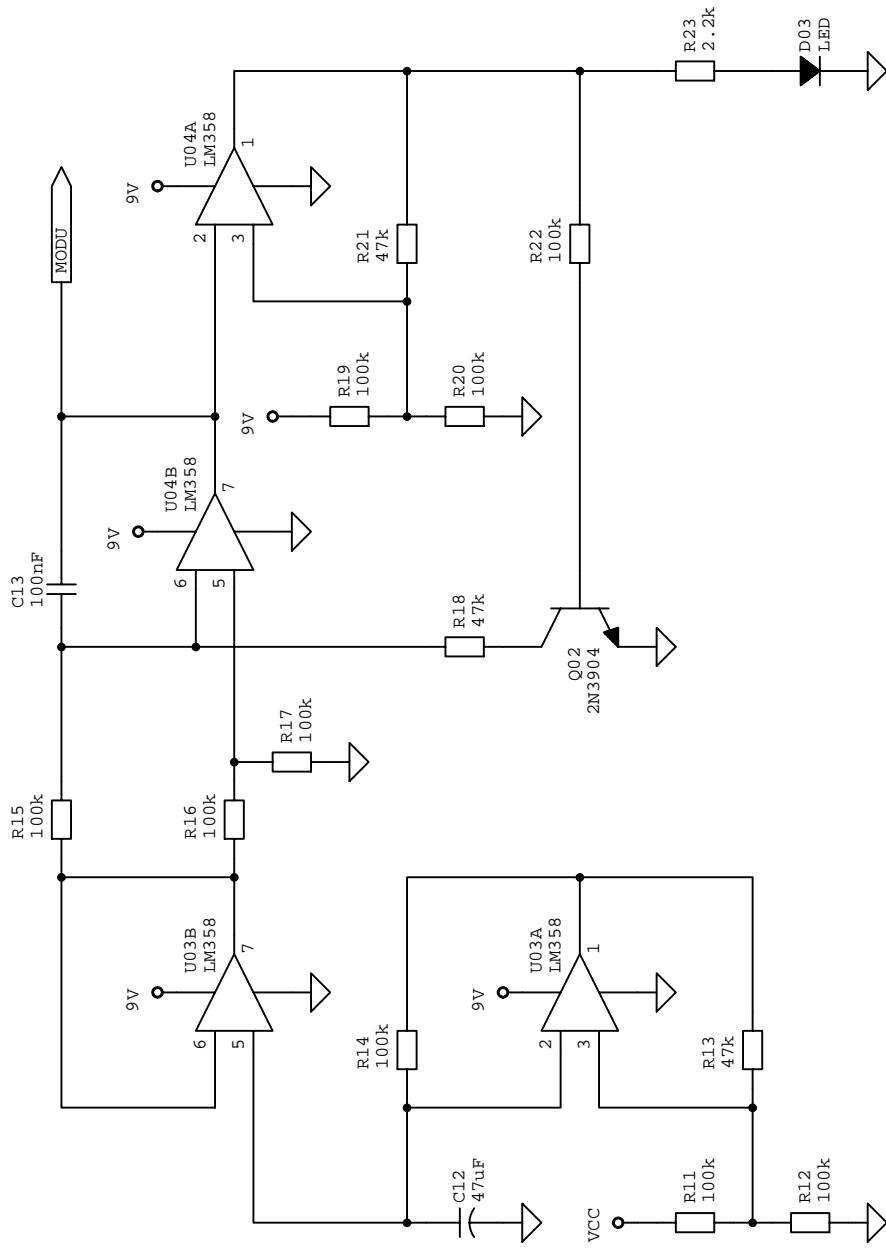 MODU
9V
U04A
LM358
2
3
1
R21
47k
R22
100k
R23
2.2k
D03
LED
9V
R19
100k
R20
100k
C13
100nF
9V
U04B
LM358
6
5
7
R18
47k
Q02
2N3904
R15
100k
R16
100k
R17
100k
9V
U03B
LM358
6
5
7
C12
47uF
R14
100k
9V
U03A
LM358
2
3
1
R13
47k
VCC
R11
100k
R12
100k